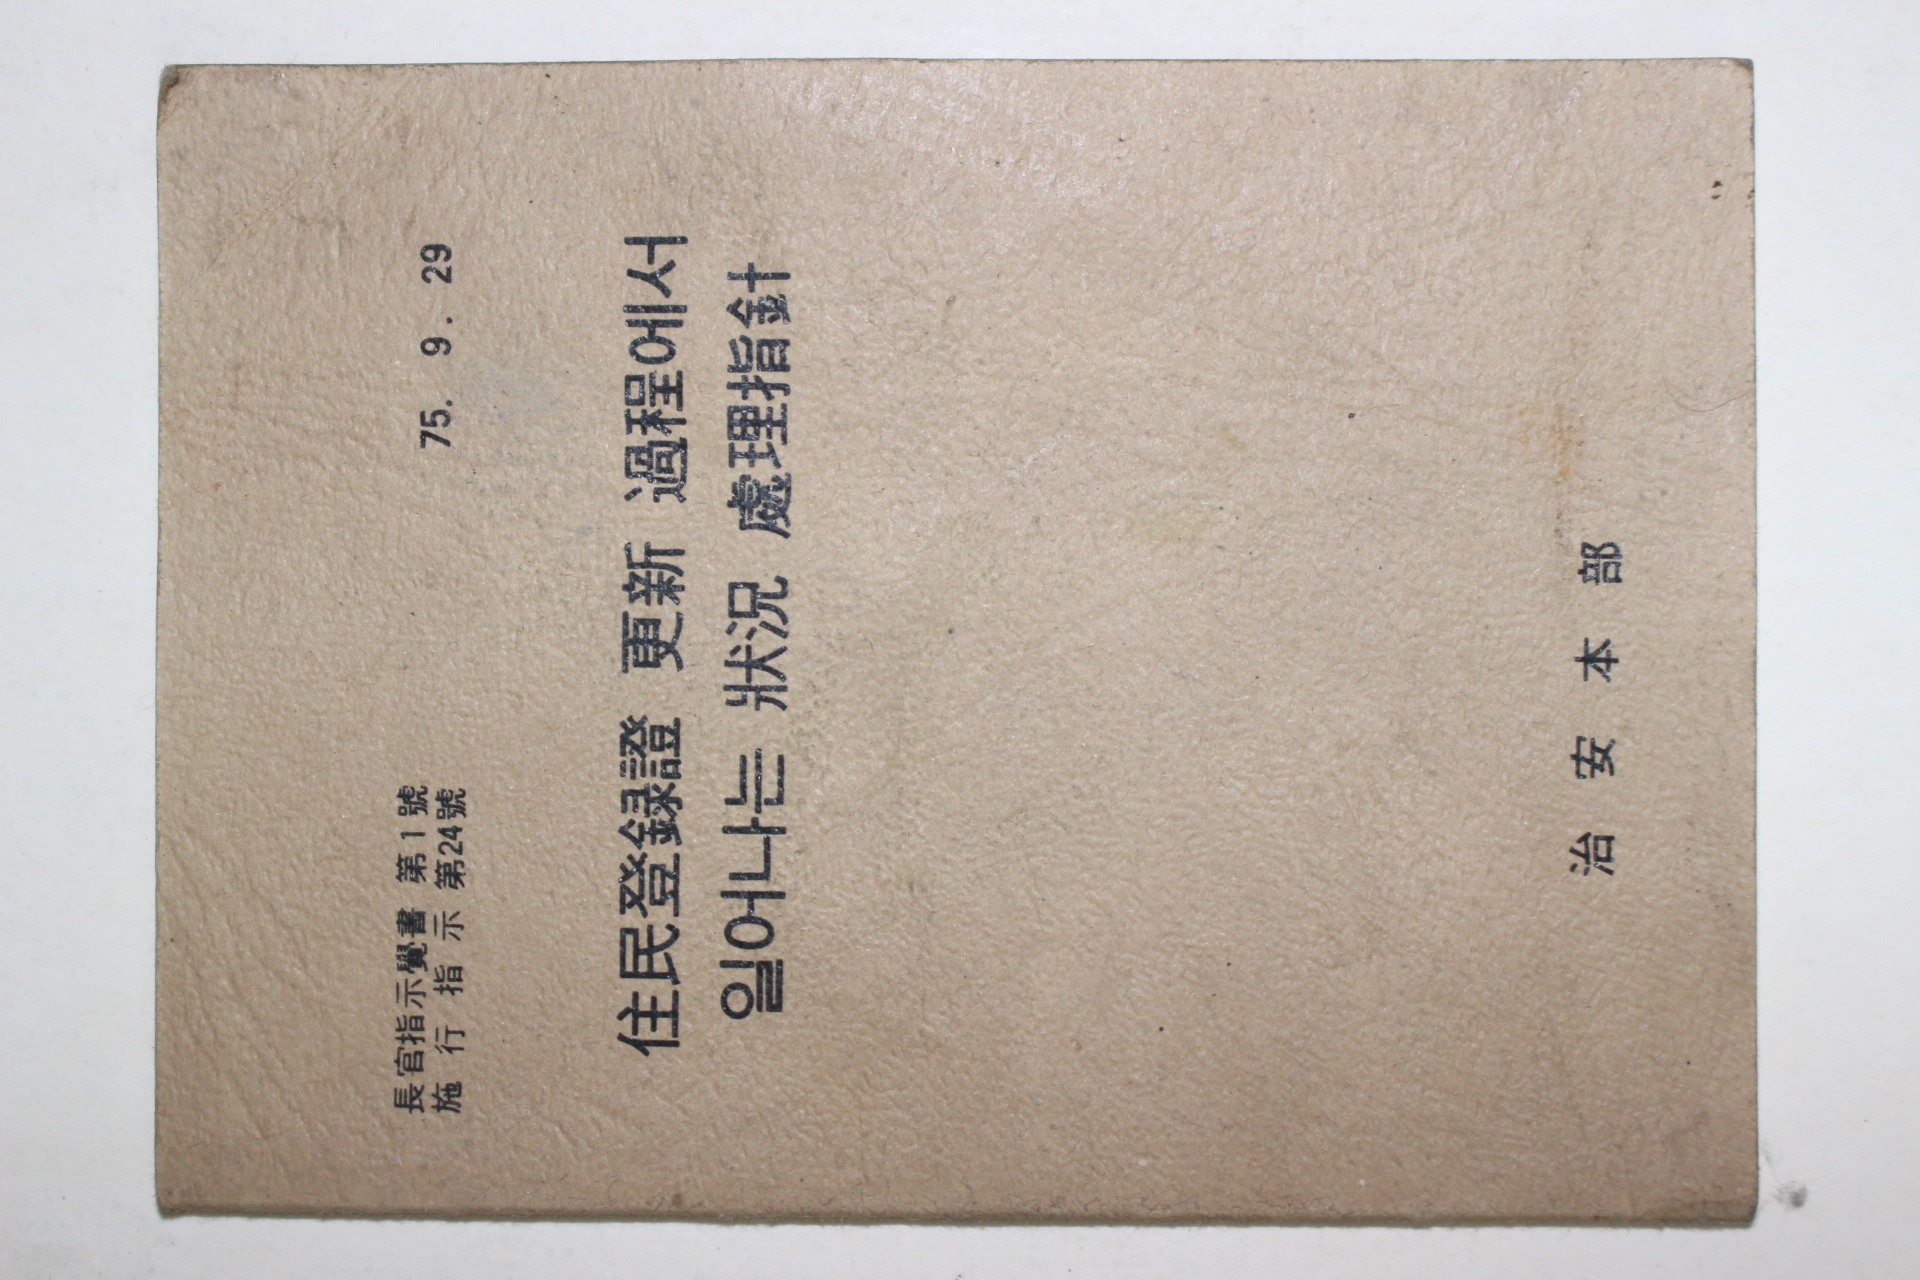 長官指示覺書 第1號
施行指示 第24號
75. 9. 29
住民登録證 更新 過程에서
일어나는 狀況 處理指針
治安本部